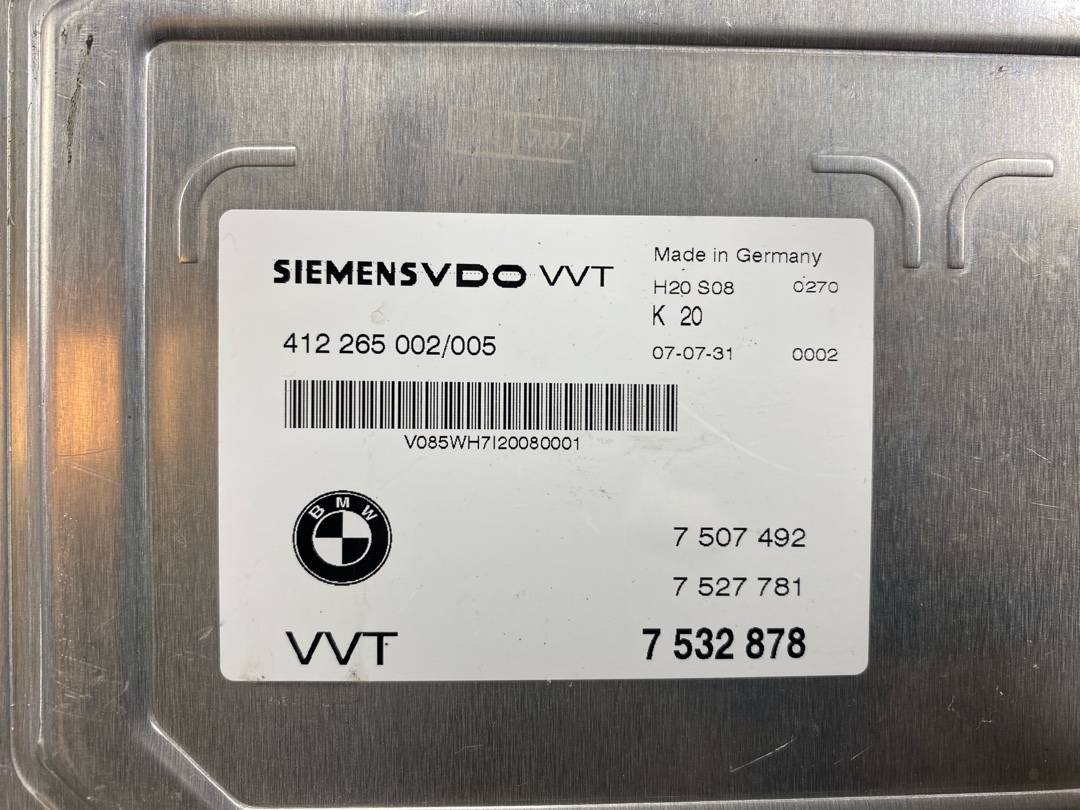 SIEMENSVDO VVT
Made in Germany
H20 S08 0270
K 20
412 265 002/005
07-07-31 0002
V085WH7I20080001
BMW
7 507 492
7 527 781
VVT 7 532 878